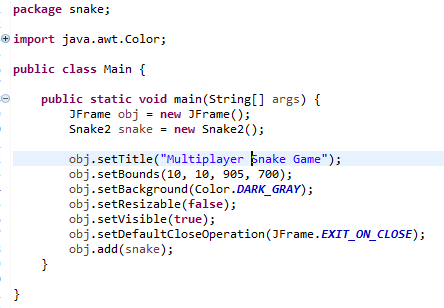 package snake;
import java.awt.Color;
public class Main {
public static void main(String[] args) {
JFrame obj = new JFrame();
Snake2 snake = new Snake2();
obj.setTitle("Multiplayer Snake Game");
obj.setBounds(10, 10, 905, 700);
obj.setBackground(Color.DARK_GRAY);
obj.setResizable(false);
obj.setVisible(true);
obj.setDefaultCloseOperation(JFrame.EXIT_ON_CLOSE);
obj.add(snake);
}
}